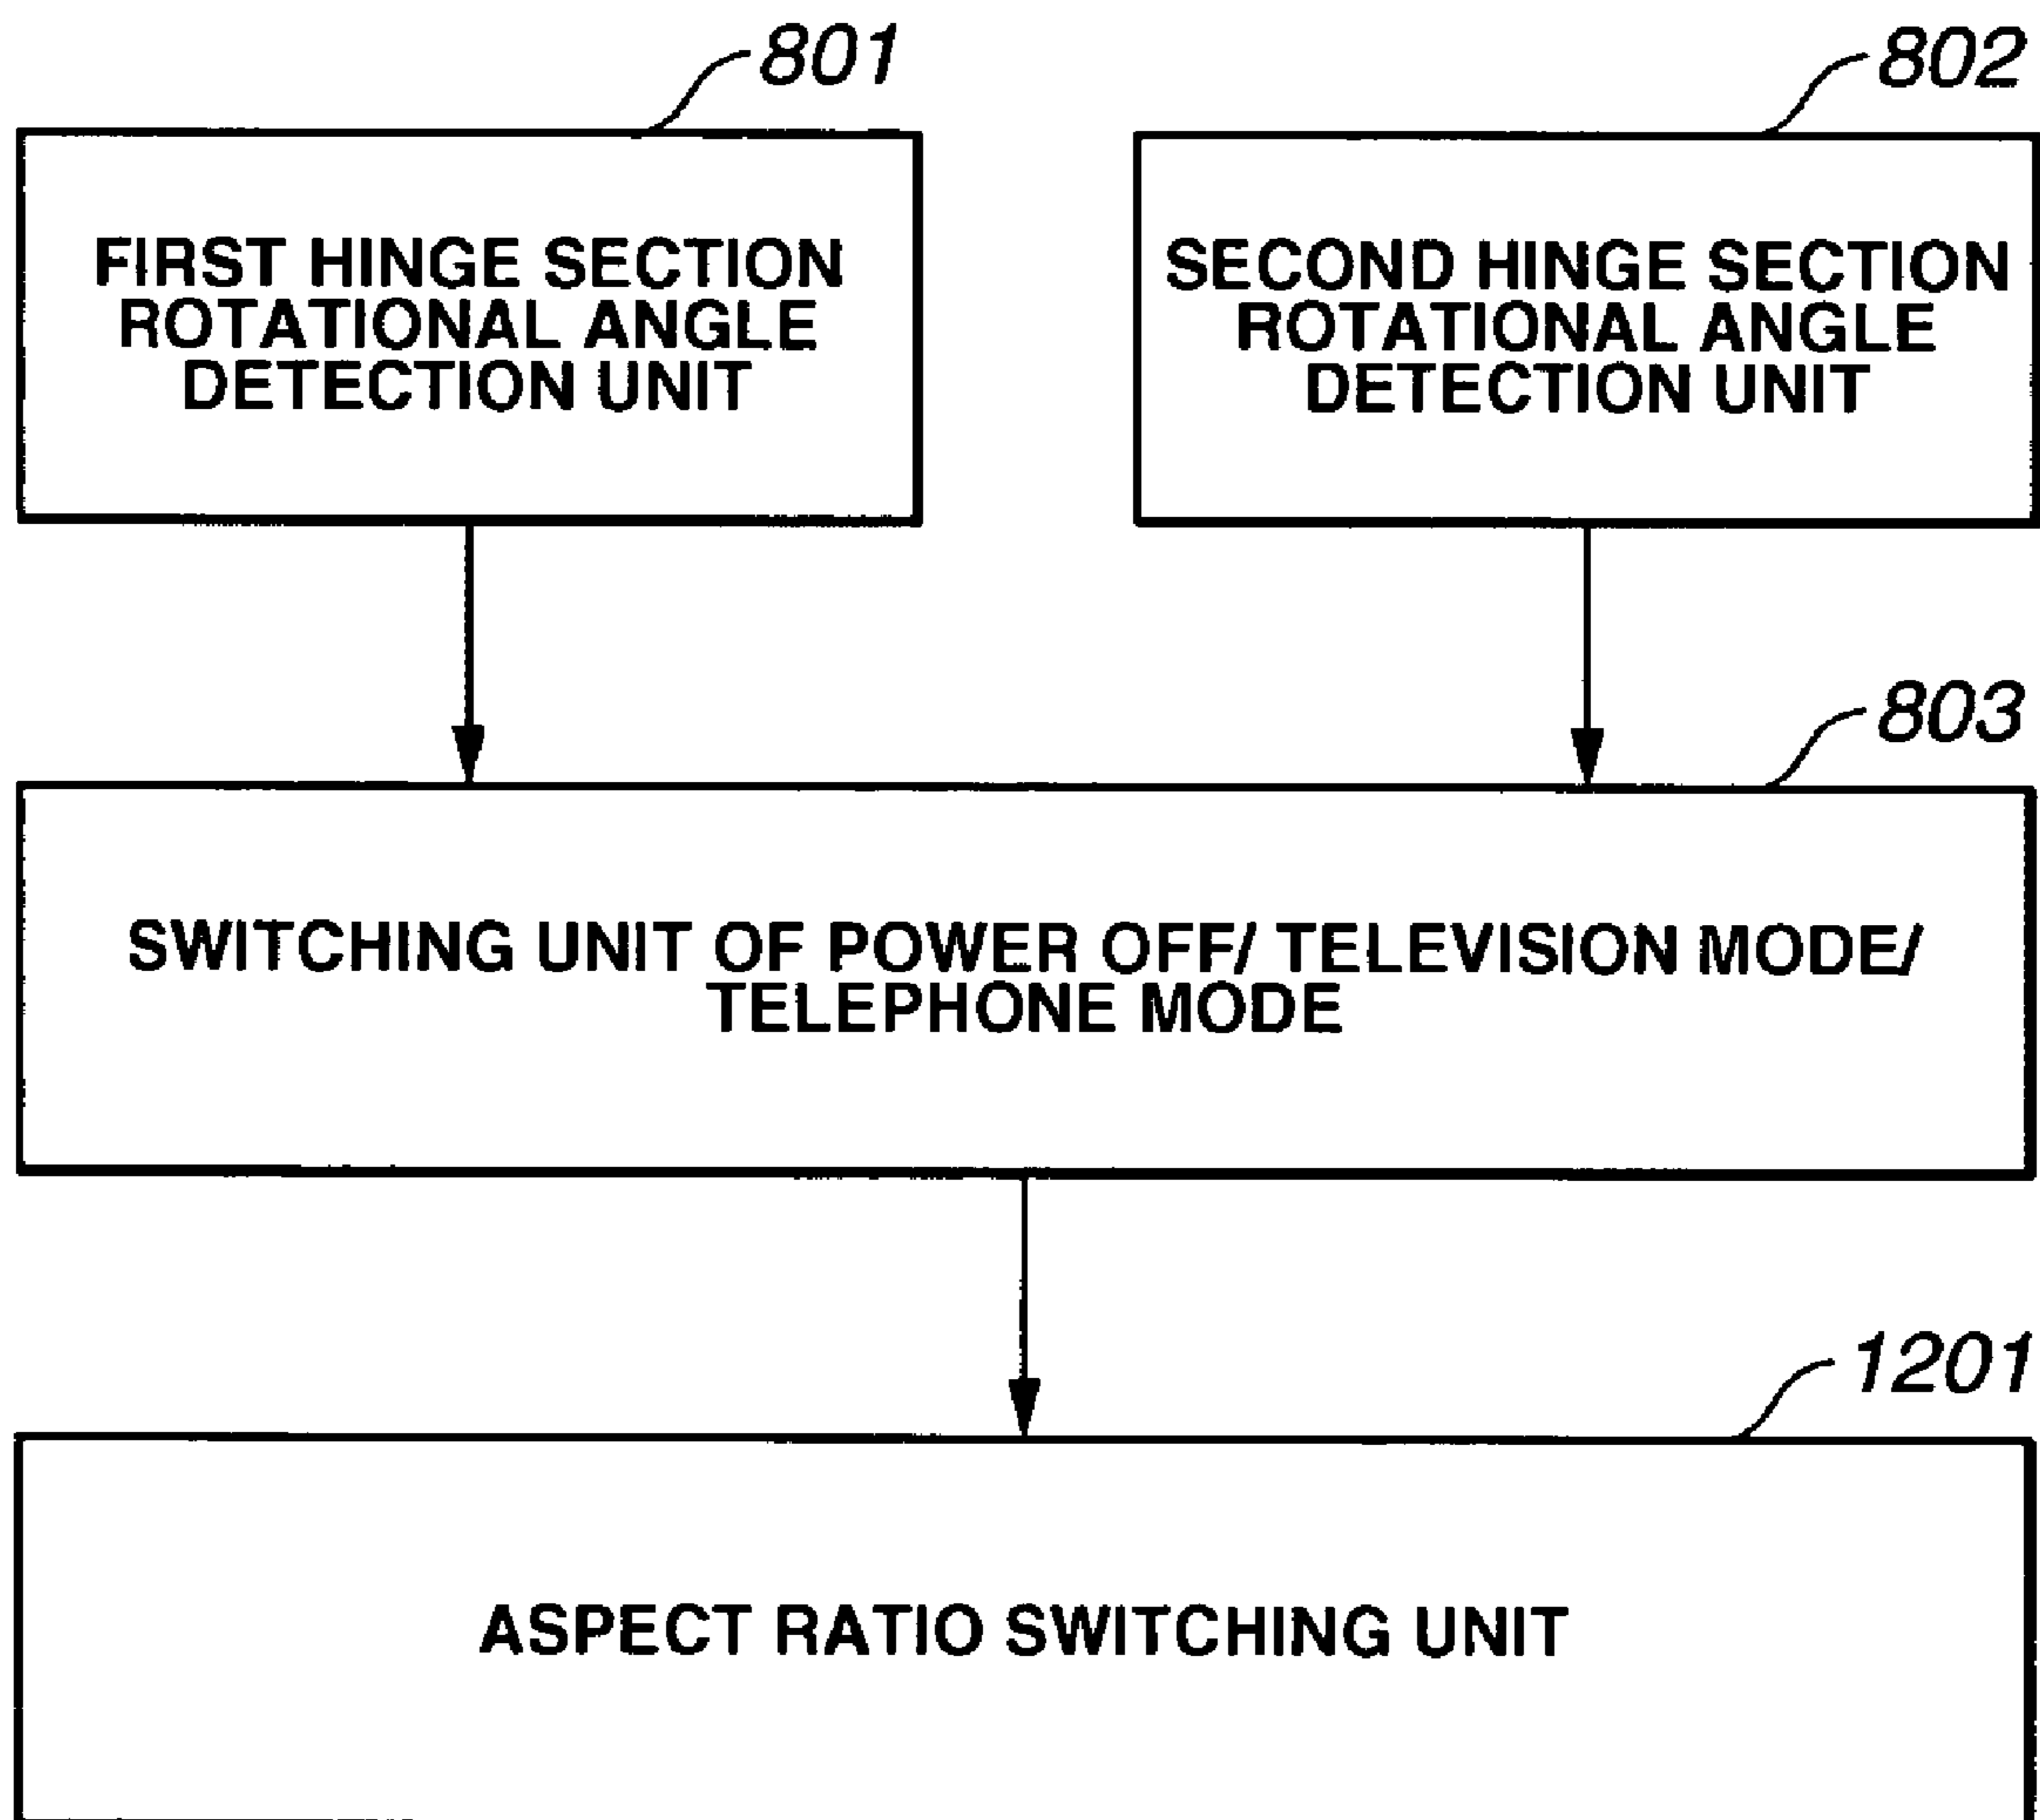 801
802
FIRST HINGE SECTION
ROTATIONAL ANGLE
DETECTION UNIT
SECOND HINGE SECTION
ROTATIONAL ANGLE
DETECTION UNIT
803
SWITCHING UNIT OF POWER OFF/ TELEVISION MODE/
TELEPHONE MODE
1201
ASPECT RATIO SWITCHING UNIT